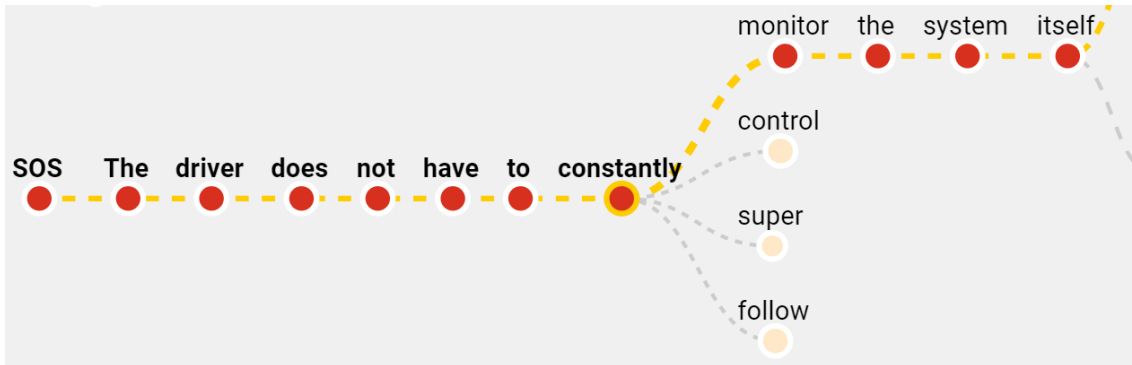 monitor the system itself
control
SOS The driver does not have to constantly
super
follow